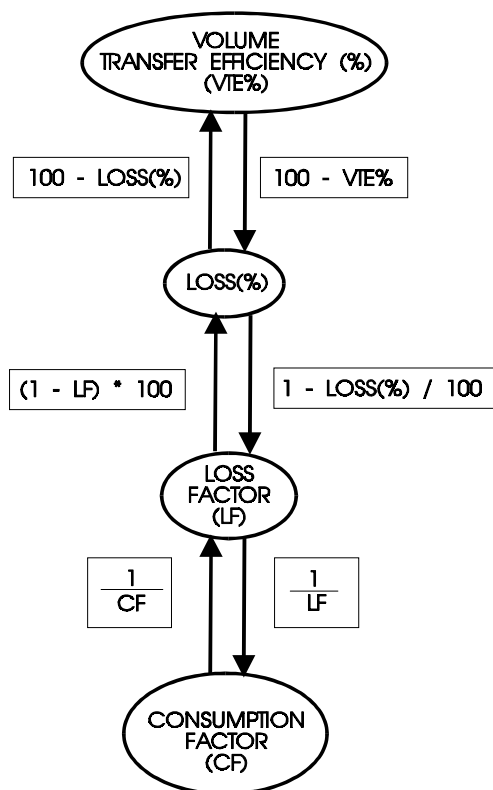 VOLUME
TRANSFER EFFICIENCY (%)
(VTE%)
100 - LOSS(%)
100 - VTE%
LOSS(%)
(1 - LF) * 100
1 - LOSS(%) / 100
LOSS
FACTOR
(LF)
1
CF
1
LF
CONSUMPTION
FACTOR
(CF)